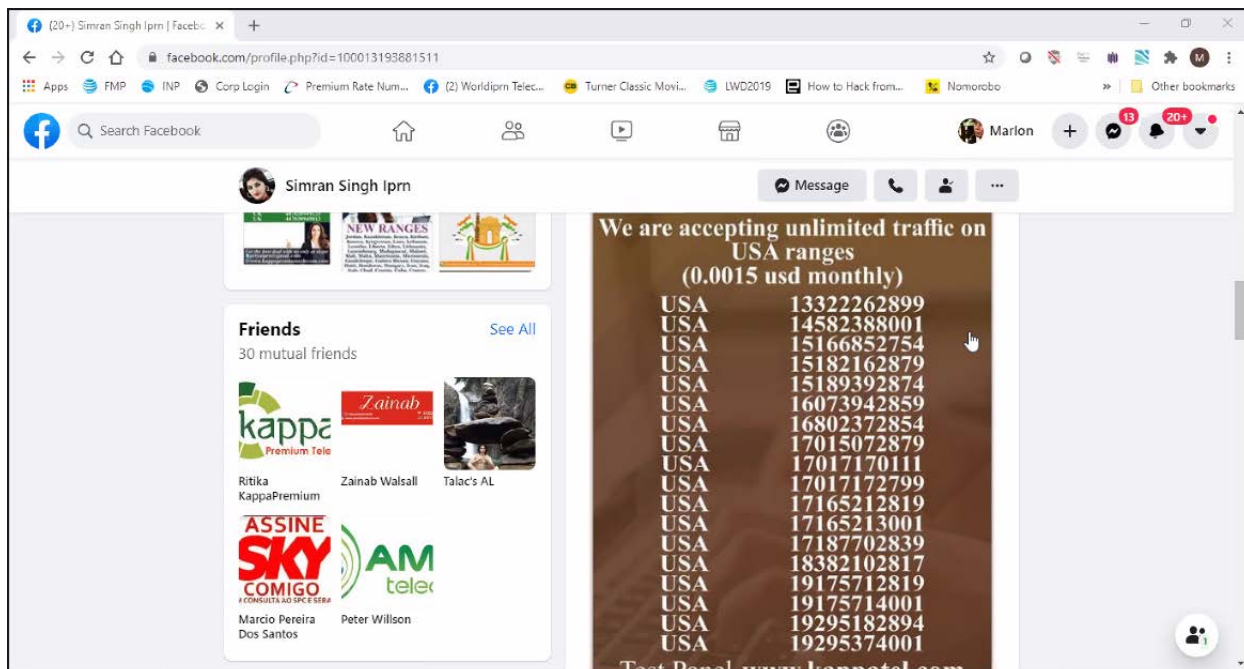 (20+) Simran Singh Iprn | Facebo
facebook.com/profile.php?id=100013193881511
M
Apps FMP INP Corp Login Premium Rate Num... (2) Worldiprn Telec... Turner Classic Movi... LWD2019 How to Hack from... Nomorobo » Other bookmarks
Search Facebook
Marlon
13
20+
Simran Singh Iprn
Message
NEW RANGES
Friends
See All
30 mutual friends
kappa
Premium Tele
Ritika
KappaPremium
Zainab
Zainab Walsall
Talac's AL
ASSINE
SKY
COMIGO
Marcio Pereira
Dos Santos
AM
telec
Peter Willson
We are accepting unlimited traffic on
USA ranges
(0.0015 usd monthly)
USA 13322262899
USA 14582388001
USA 15166852754
USA 15182162879
USA 15189392874
USA 16073942859
USA 16802372854
USA 17015072879
USA 17017170111
USA 17017172799
USA 17165212819
USA 17165213001
USA 17187702839
USA 18382102817
USA 19175712819
USA 19175714001
USA 19295182894
USA 19295374001
Test Panel www.kappatel.com
1